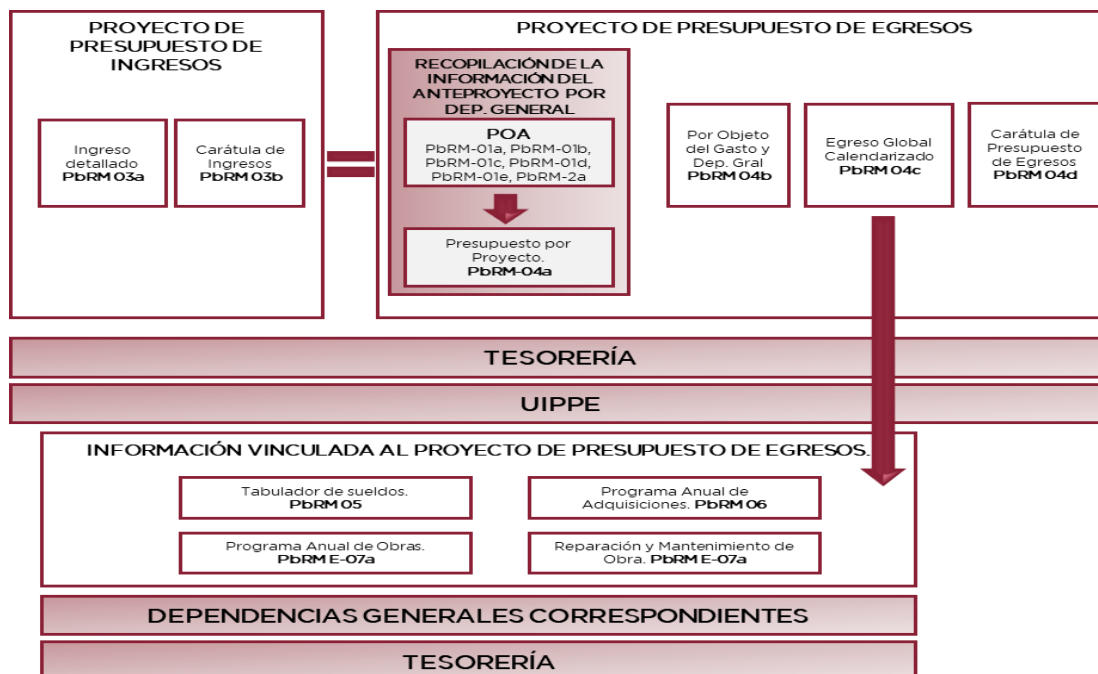 PROYECTO DE
PRESUPUESTO DE
INGRESOS
Ingreso
detallado
PbRM 03a
Carátula de
Ingresos
PbRM 03b
PROYECTO DE PRESUPUESTO DE EGRESOS
RECOPILACIÓN DE LA
INFORMACIÓN DEL
ANTEPROYECTO POR
DEP. GENERAL
POA
PbRM-01a, PbRM-01b,
PbRM-01c, PbRM-01d,
PbRM-01e, PbRM-2a
Presupuesto por
Proyecto.
PbRM-04a
Por Objeto
del Gasto y
Dep. Gral
PbRM 04b
Egreso Global
Calendarizado
PbRM 04c
Carátula de
Presupuesto
de Egresos
PbRM 04d
TESORERÍA
UIPPE
INFORMACIÓN VINCULADA AL PROYECTO DE PRESUPUESTO DE EGRESOS.
Tabulador de sueldos.
PbRM 05
Programa Anual de
Adquisiciones. PbRM 06
Programa Anual de Obras.
PbRM E-07a
Reparación y Mantenimiento de
Obra. PbRM E-07a
DEPENDENCIAS GENERALES CORRESPONDIENTES
TESORERÍA